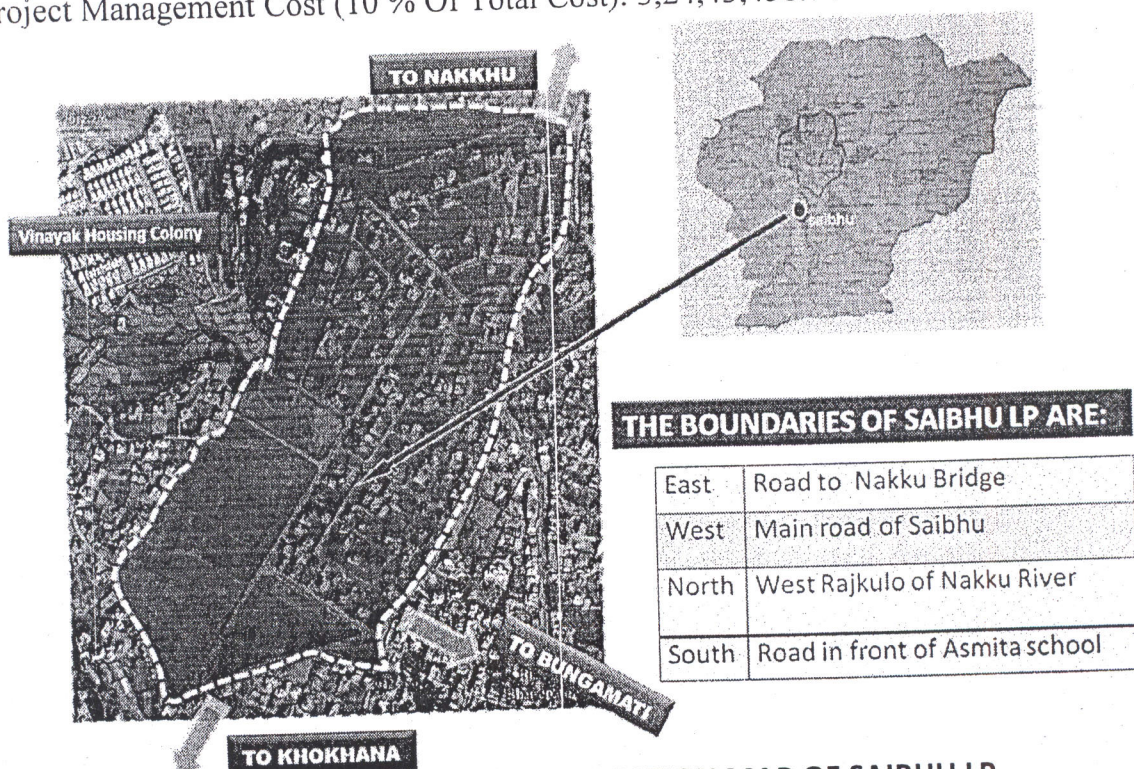 roject Management Cost (10 % Of Total Cost):
TO NAKKHU
Vinayak Housing Colony
saibhu
THE BOUNDARIES OF SAIBHU LP ARE:
East Road to Nakku Bridge
West Main road of Saibhu
North West Rajkulo of Nakku River
South Road in front of Asmita school
TO BUNGAMATI
TO KHOKHANA
OF SAIBHU LP